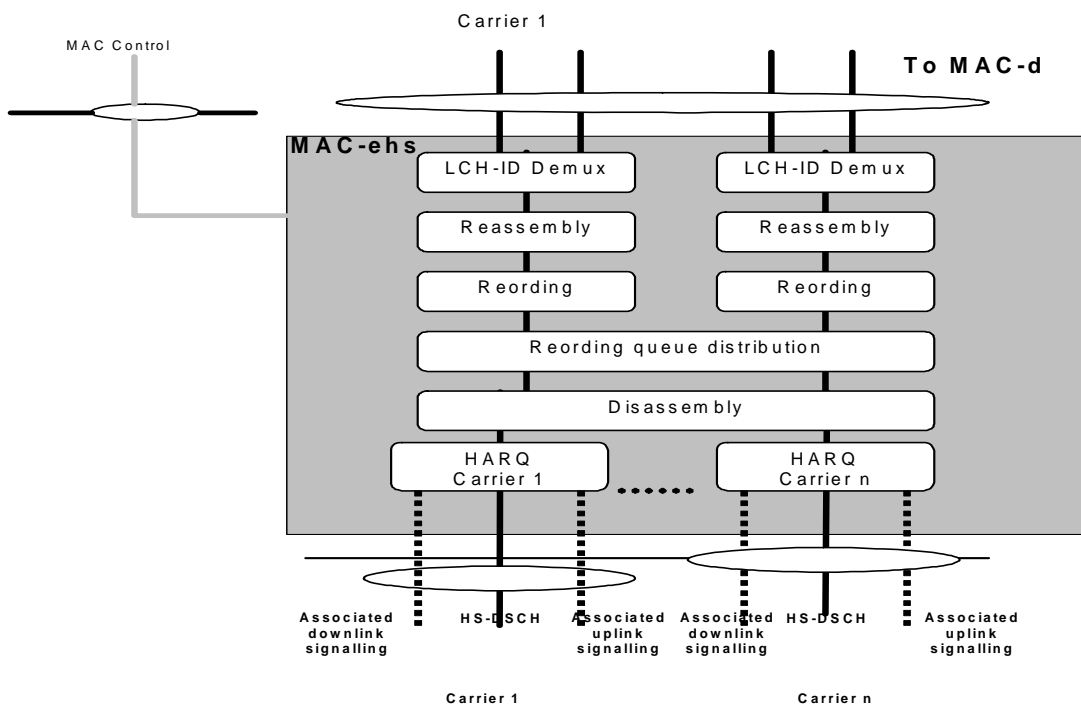 Carrier 1
MAC Control
To MAC-d
MAC-ehs
LCH-ID Demux
LCH-ID Demux
Reassembly
Reassembly
Reording
Reording
Reording queue distribution
Disassembly
HARQ
Carrier 1
HARQ
Carrier n
Associated
downlink
signalling
HS-DSCH
Associated
uplink
signalling
Associated
downlink
signalling
HS-DSCH
Associated
uplink
signalling
Carrier 1
Carrier n